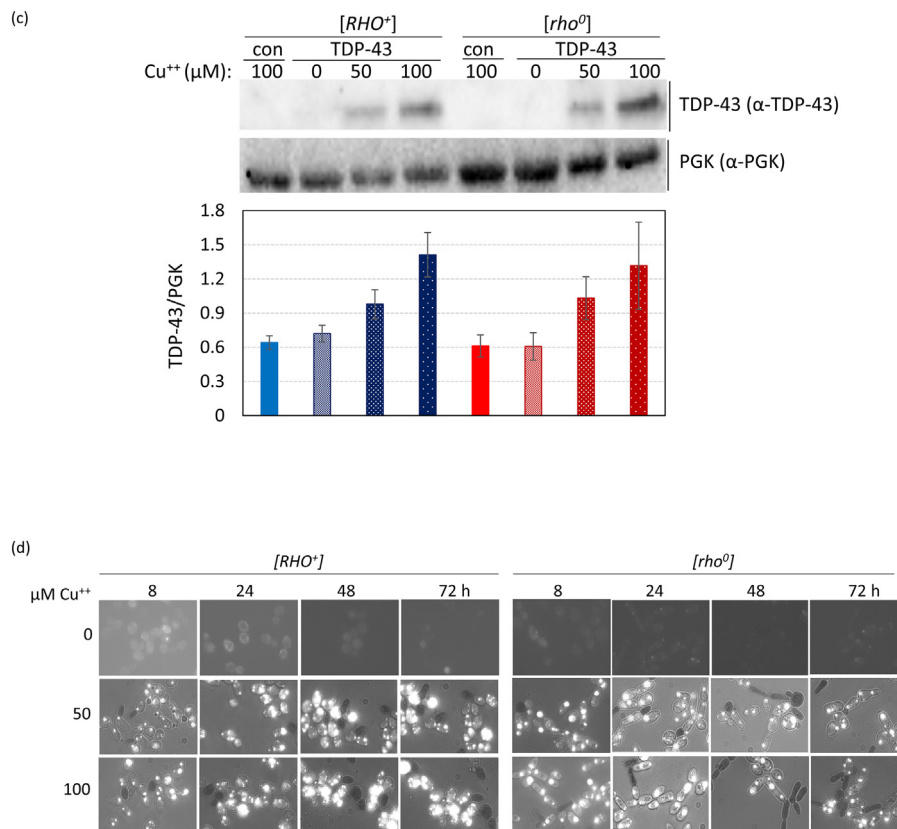 (c)
[RHO⁺] [rho⁰]
con TDP-43 con TDP-43
Cu⁺⁺ (μM): 100 0 50 100 100 0 50 100
TDP-43 (α-TDP-43)
PGK (α-PGK)
1.8
1.5
1.2
0.9
0.6
0.3
0
TDP-43/PGK
(d)
[RHO⁺] [rho⁰]
μM Cu⁺⁺ 8 24 48 72 h 8 24 48 72 h
0
50
100